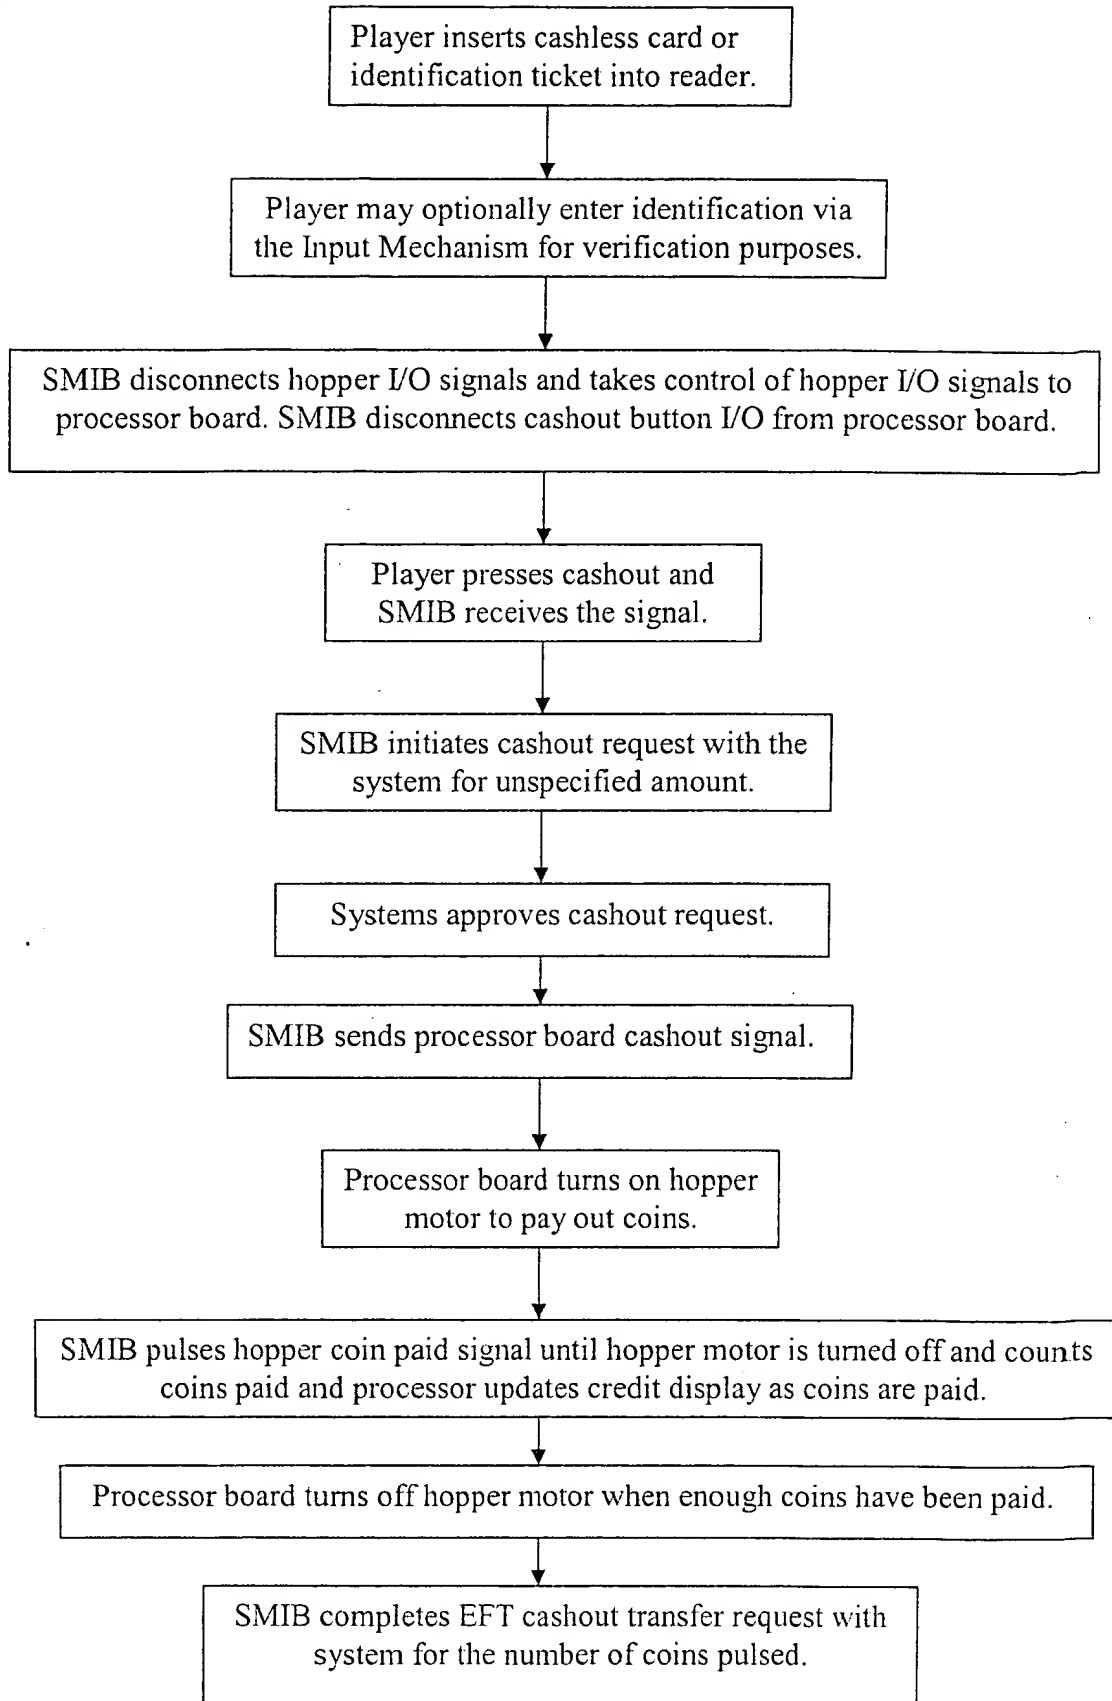 Player inserts cashless card or
identification ticket into reader.
Player may optionally enter identification via
the Input Mechanism for verification purposes.
SMIB disconnects hopper I/O signals and takes control of hopper I/O signals to
processor board. SMIB disconnects cashout button I/O from processor board.
Player presses cashout and
SMIB receives the signal.
SMIB initiates cashout request with the
system for unspecified amount.
Systems approves cashout request.
SMIB sends processor board cashout signal.
Processor board turns on hopper
motor to pay out coins.
SMIB pulses hopper coin paid signal until hopper motor is turned off and counts
coins paid and processor updates credit display as coins are paid.
Processor board turns off hopper motor when enough coins have been paid.
SMIB completes EFT cashout transfer request with
system for the number of coins pulsed.